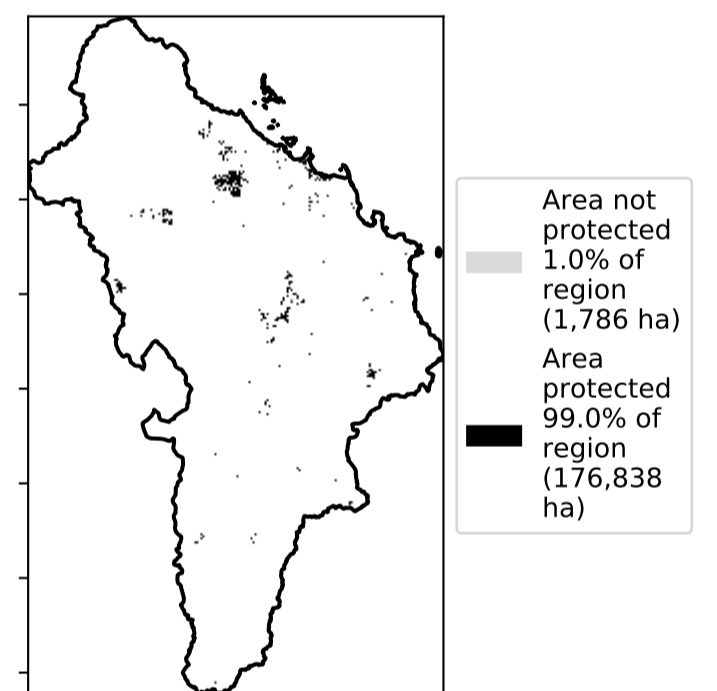 Area not
protected
1.0% of
region
(1,786 ha)
Area
protected
99.0% of
region
(176,838
ha)